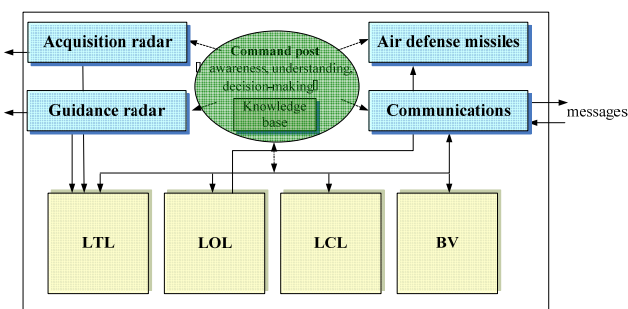 Acquisition radar
Command post
awareness, understanding,
decision-making
Knowledge
base
Air defense missiles
Guidance radar
Communications
messages
LTL
LOL
LCL
BV